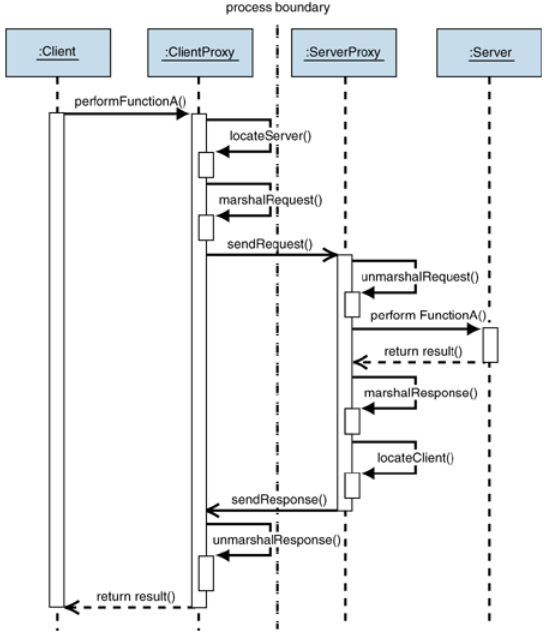 process boundary
:Client
:ClientProxy
:ServerProxy
:Server
performFunctionA()
locateServer()
marshalRequest()
sendRequest()
unmarshalRequest()
perform FunctionA()
return result()
marshalResponse()
locateClient()
sendResponse()
unmarshalResponse()
return result()